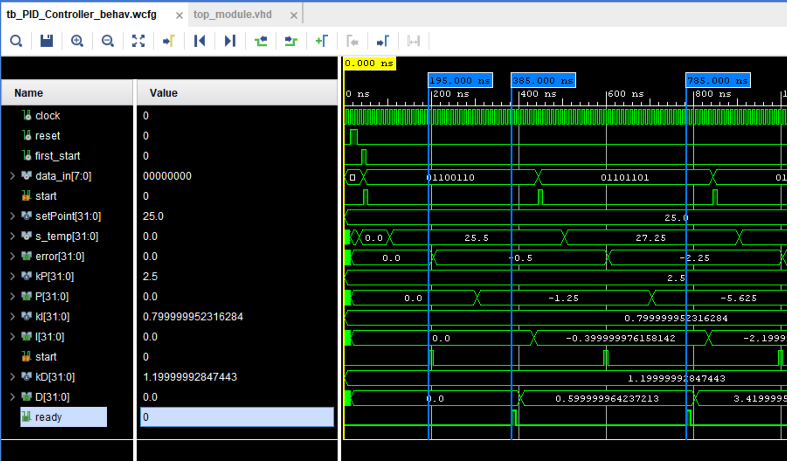 tb_PID_Controller_behav.wcfg × top_module.vhd ×
0.000 ns
195.000 ns 385.000 ns 785.000 ns
Name Value
0 ns 200 ns 400 ns 600 ns 800 ns
clock 0
reset 0
first_start 0
data_in[7:0] 00000000 01100110 01101101 01
start 0
setPoint[31:0] 25.0 25.0
s_temp[31:0] 0.0 0.0 25.5 27.25
error[31:0] 0.0 0.0 -0.5 -2.25
kP[31:0] 2.5 2.5
P[31:0] 0.0 0.0 -1.25 -5.625
kI[31:0] 0.799999952316284 0.799999952316284
I[31:0] 0.0 0.0 -0.399999976158142 -2.1999
start 0
kD[31:0] 1.19999992847443 1.19999992847443
D[31:0] 0.0 0.0 0.599999964237213 3.4199995
ready 0